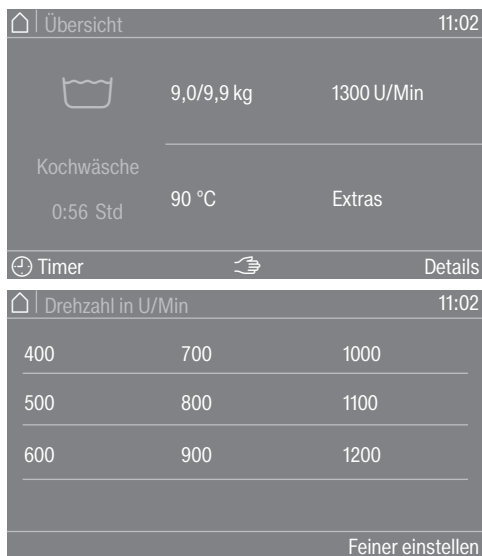 Übersicht 11:02
9,0/9,9 kg 1300 U/Min
Kochwäsche
0:56 Std
90 °C Extras
Timer Details
Drehzahl in U/Min 11:02
400 700 1000
500 800 1100
600 900 1200
Feiner einstellen